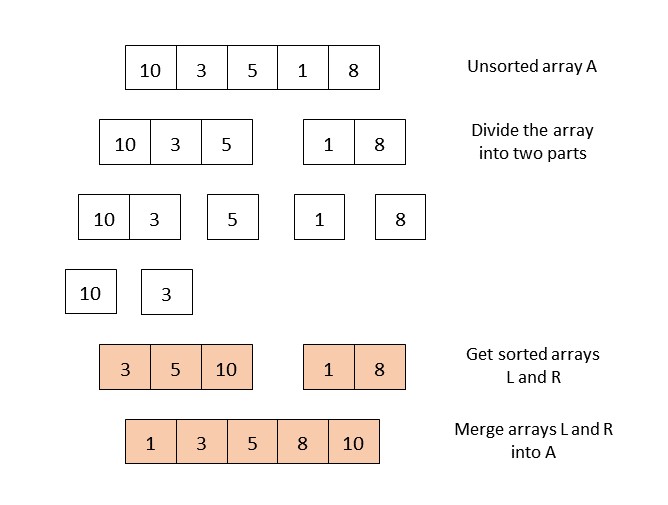 10 3 5 1 8 Unsorted array A
10 3 5 1 8 Divide the array
into two parts
10 3 5 1 8
10 3
3 5 10 1 8 Get sorted arrays
L and R
1 3 5 8 10 Merge arrays L and R
into A